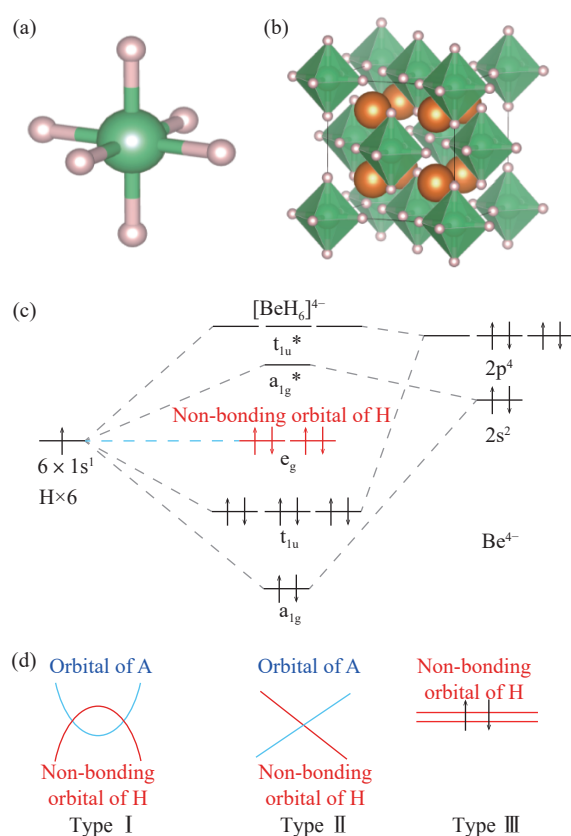 (a)
(b)
(c)
[BeH₆]⁴⁻
t₁ᵤ*
2p⁴
a₁g*
Non-bonding orbital of H
2s²
6 × 1s¹
e_g
H×6
t₁ᵤ
Be⁴⁻
a₁g
(d)
Orbital of A
Orbital of A
Non-bonding
orbital of H
Non-bonding
orbital of H
Non-bonding
orbital of H
Type Ⅰ
Type Ⅱ
Type Ⅲ